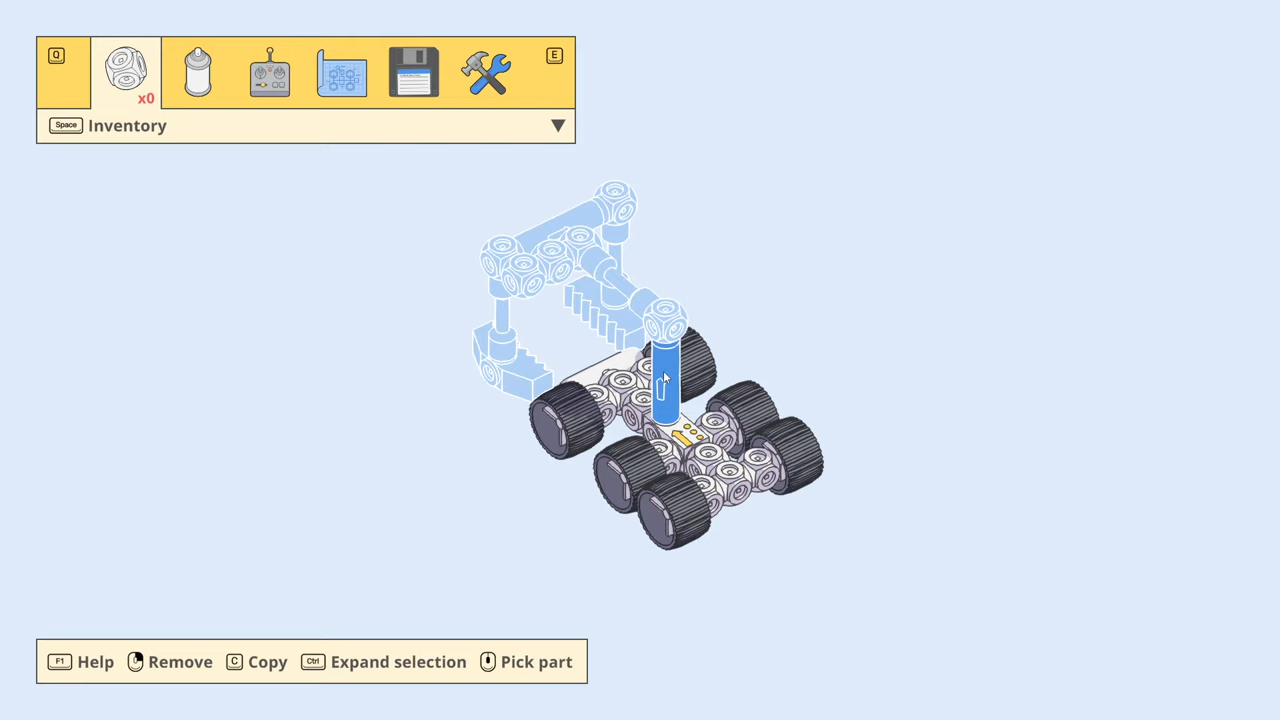 Q
E
x0
Space Inventory
F1 Help Remove C Copy Ctrl Expand selection Pick part